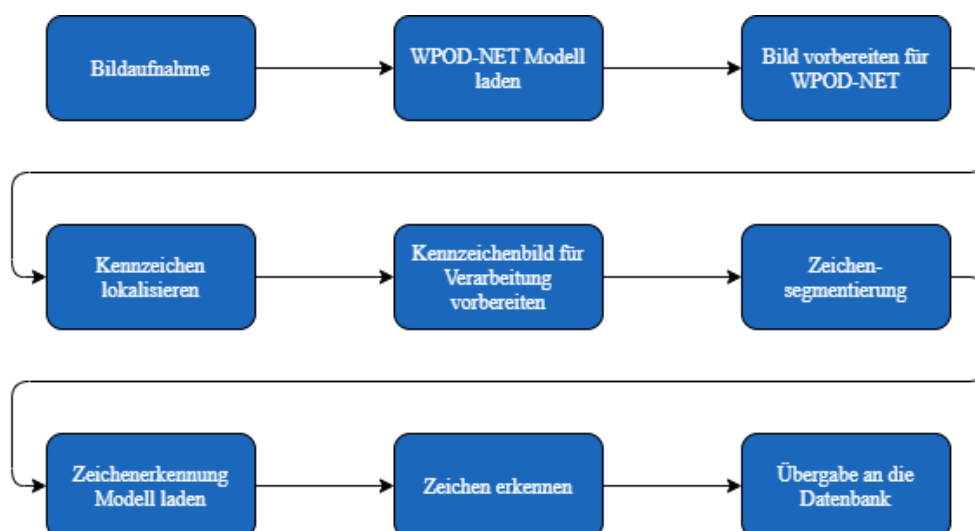 Bildaufnahme
WPOD-NET Modell
laden
Bild vorbereiten für
WPOD-NET
Kennzeichen
lokalisieren
Kennzeichenbild für
Verarbeitung
vorbereiten
Zeichen-
segmentierung
Zeichenerkennung
Modell laden
Zeichen erkennen
Übergabe an die
Datenbank